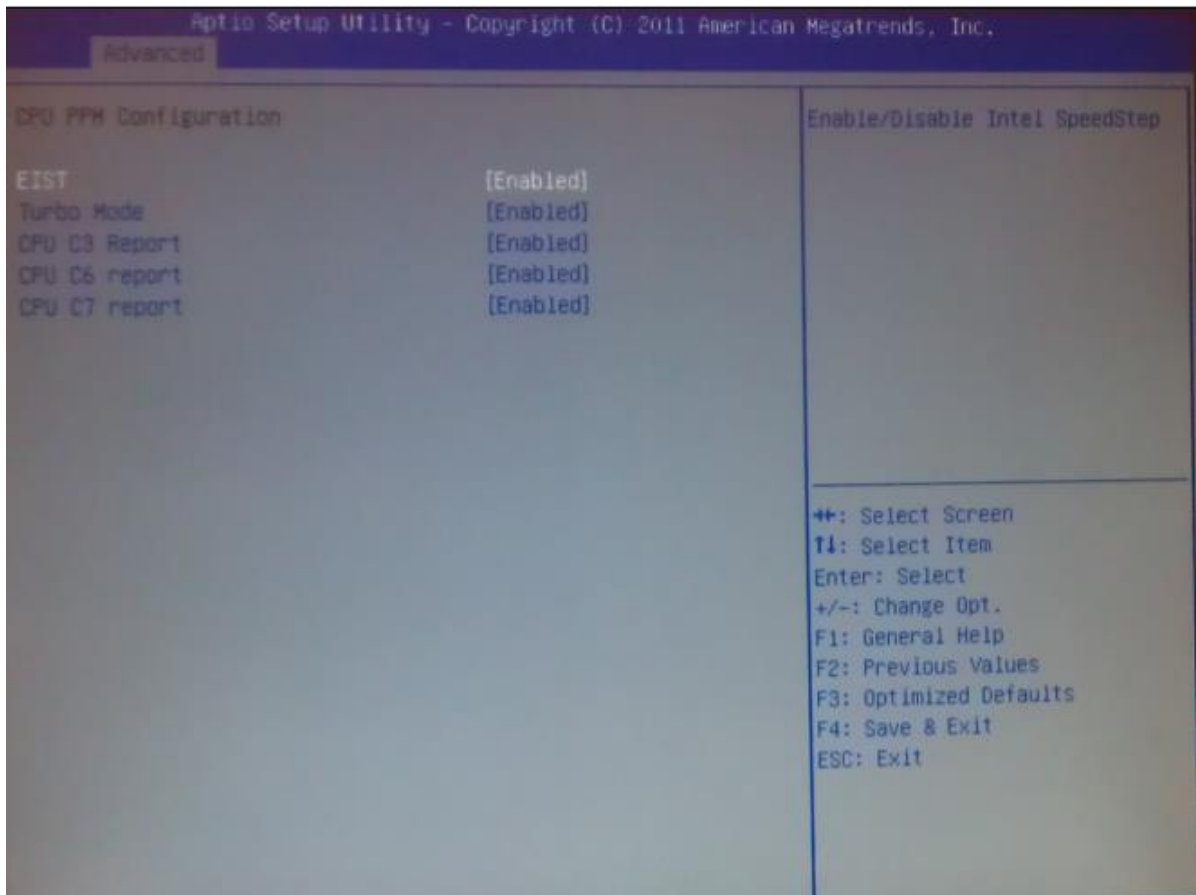 Aptio Setup Utility - Copyright (C) 2011 American Megatrends, Inc.
Advanced
CPU PPM Configuration
EIST [Enabled]
Turbo Mode [Enabled]
CPU C3 Report [Enabled]
CPU C6 report [Enabled]
CPU C7 report [Enabled]
Enable/Disable Intel SpeedStep
→←: Select Screen
↑↓: Select Item
Enter: Select
+/-: Change Opt.
F1: General Help
F2: Previous Values
F3: Optimized Defaults
F4: Save & Exit
ESC: Exit